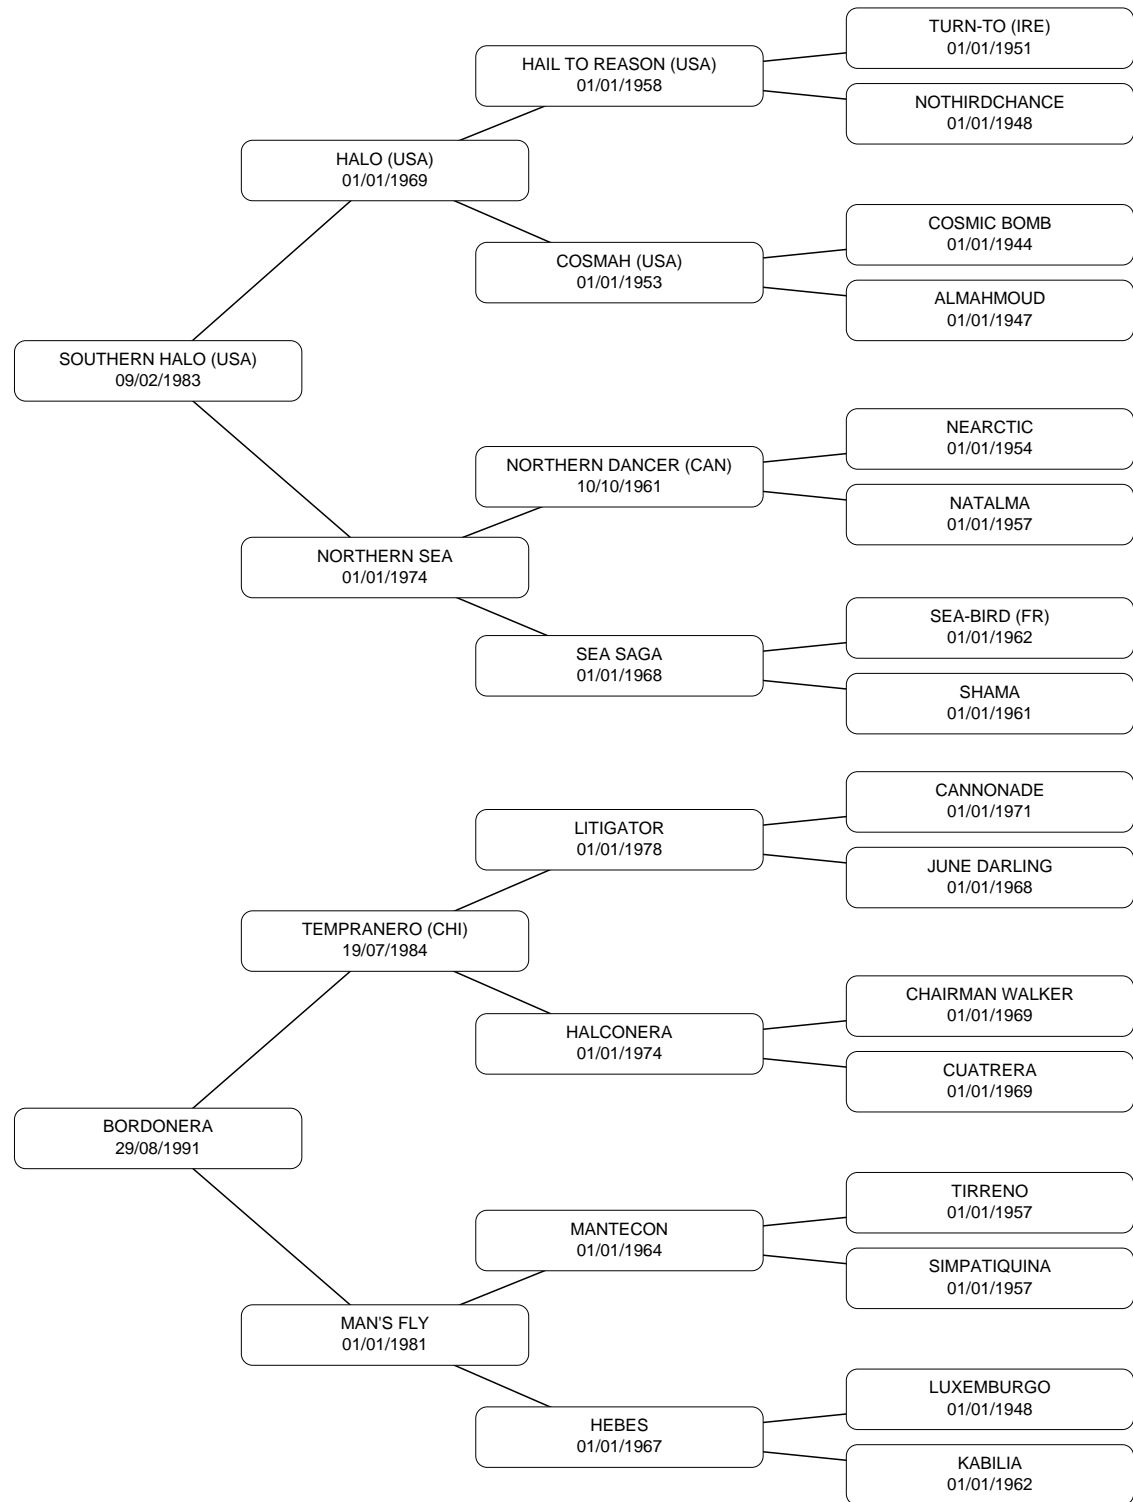 TURN-TO (IRE)
01/01/1951
HAIL TO REASON (USA)
01/01/1958
NOTHIRDCHANCE
01/01/1948
HALO (USA)
01/01/1969
COSMIC BOMB
01/01/1944
COSMAH (USA)
01/01/1953
ALMAHMOUD
01/01/1947
SOUTHERN HALO (USA)
09/02/1983
NEARCTIC
01/01/1954
NORTHERN DANCER (CAN)
10/10/1961
NATALMA
01/01/1957
NORTHERN SEA
01/01/1974
SEA-BIRD (FR)
01/01/1962
SEA SAGA
01/01/1968
SHAMA
01/01/1961
CANNONADE
01/01/1971
LITIGATOR
01/01/1978
JUNE DARLING
01/01/1968
TEMPRANERO (CHI)
19/07/1984
CHAIRMAN WALKER
01/01/1969
HALCONERA
01/01/1974
CUATRERA
01/01/1969
BORDONERA
29/08/1991
TIRRENO
01/01/1957
MANTECON
01/01/1964
SIMPATIQUINA
01/01/1957
MAN'S FLY
01/01/1981
LUXEMBURGO
01/01/1948
HEBES
01/01/1967
KABILIA
01/01/1962